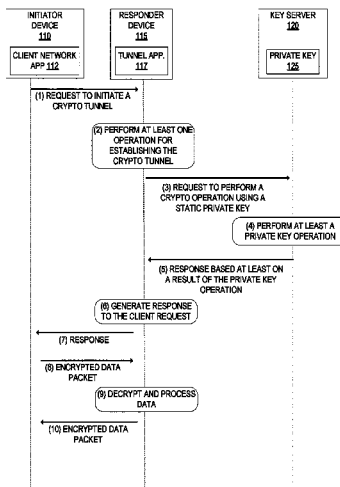 INITIATOR
DEVICE
110
CLIENT NETWORK
APP 112
RESPONDER
DEVICE
115
TUNNEL APP.
117
KEY SERVER
120
PRIVATE KEY
125
(1) REQUEST TO INITIATE A
CRYPTO TUNNEL
(2) PERFORM AT LEAST ONE
OPERATION FOR
ESTABLISHING THE
CRYPTO TUNNEL
(3) REQUEST TO PERFORM A
CRYPTO OPERATION USING A
STATIC PRIVATE KEY
(4) PERFORM AT LEAST A
PRIVATE KEY OPERATION
(5) RESPONSE BASED AT LEAST ON
A RESULT OF THE PRIVATE KEY
OPERATION
(6) GENERATE RESPONSE
TO THE CLIENT REQUEST
(7) RESPONSE
(8) ENCRYPTED DATA
PACKET
(9) DECRYPT AND PROCESS
DATA
(10) ENCRYPTED DATA
PACKET